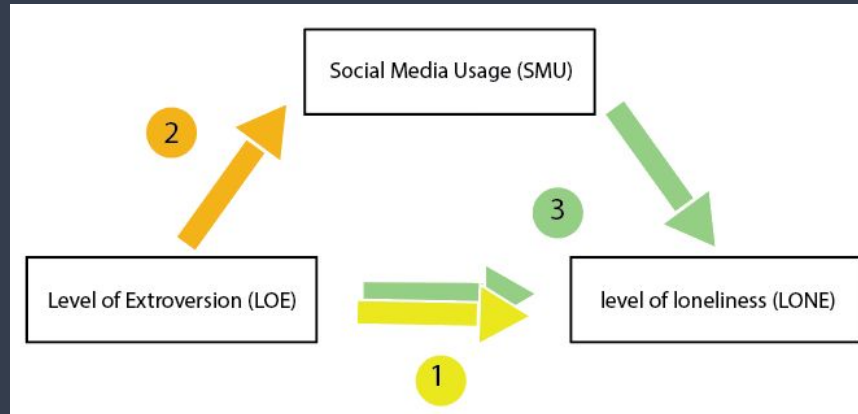 Social Media Usage (SMU)
2
3
Level of Extroversion (LOE)
level of loneliness (LONE)
1